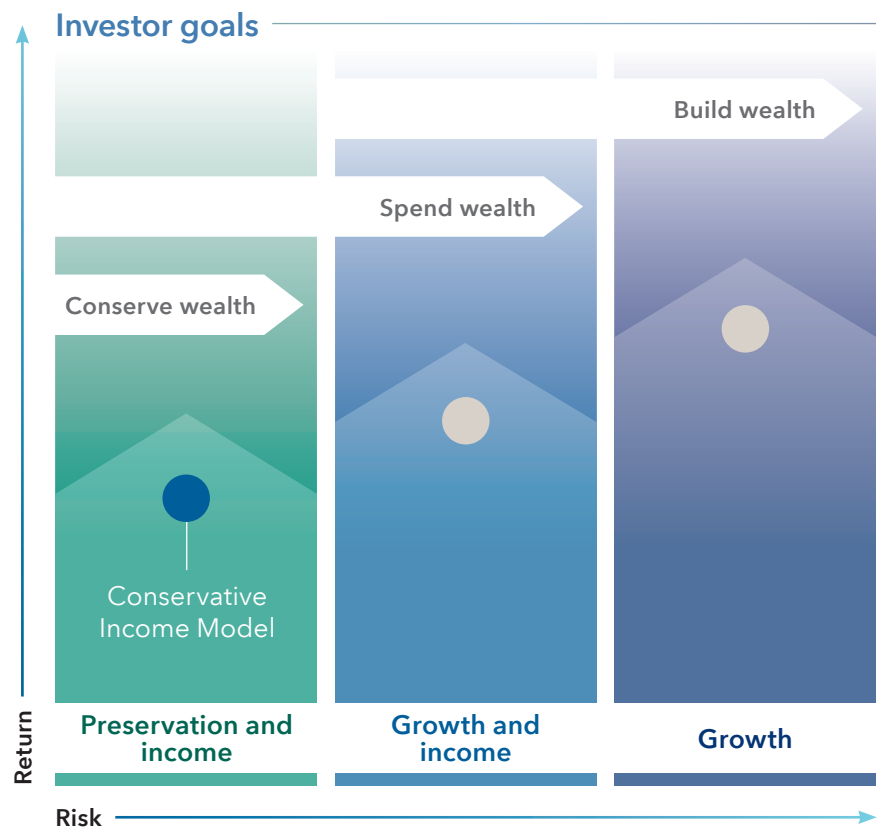 Investor goals
Build wealth
Spend wealth
Conserve wealth
Conservative
Income Model
Return
Preservation and
income
Growth and
income
Growth
Risk